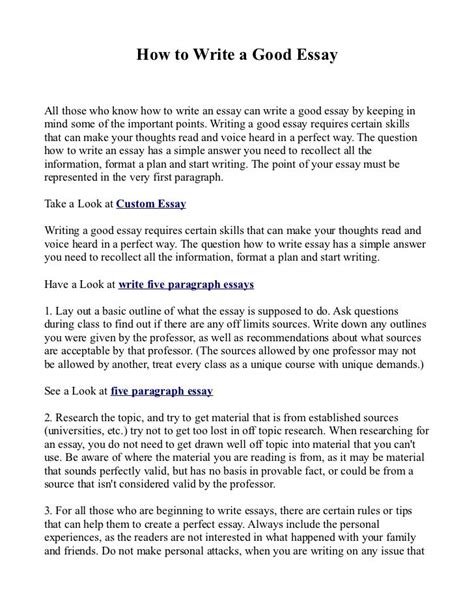 How to Write a Good Essay
All those who know how to write an essay can write a good essay by keeping in
mind some of the important points. Writing a good essay requires certain skills
that can make your thoughts read and voice heard in a perfect way. The question
how to write an essay has a simple answer you need to recollect all the
information, format a plan and start writing. The point of your essay must be
represented in the very first paragraph.
Take a Look at Custom Essay
Writing a good essay requires certain skills that can make your thoughts read and
voice heard in a perfect way. The question how to write essay has a simple answer
you need to recollect all the information, format a plan and start writing.
Have a Look at write five paragraph essays
1. Lay out a basic outline of what the essay is supposed to do. Ask questions
during class to find out if there are any off limits sources. Write down any outlines
you were given by the professor, as well as recommendations about what sources
are acceptable by that professor. (The sources allowed by one professor may not
be allowed by another, treat every class as a unique course with unique demands.)
See a Look at five paragraph essay
2. Research the topic, and try to get material that is from established sources
(universities, etc.) try not to get too lost in off topic research. When researching for
an essay, you do not need to get drawn well off topic into material that you can't
use. Be aware of where the material you are reading is from, as it may be material
that sounds perfectly valid, but has no basis in provable fact, or could be from a
source that isn't considered valid by the professor.
3. For all those who are beginning to write essays, there are certain rules or tips
that can help them to create a perfect essay. Always include the personal
experiences, as the readers are not interested in what happened with your family
and friends. Do not make personal attacks, when you are writing on any issue that